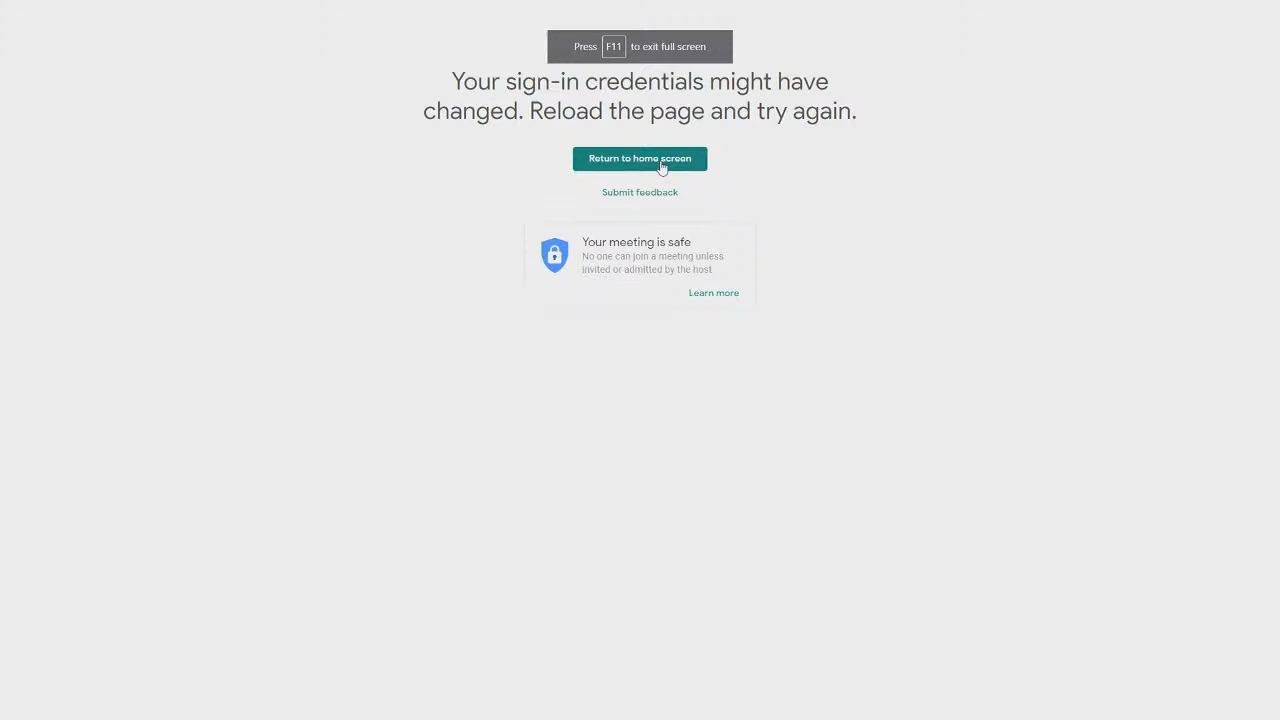 Press F11 to exit full screen
Your sign-in credentials might have
changed. Reload the page and try again.
Return to home screen
Submit feedback
Your meeting is safe
No one can join a meeting unless
invited or admitted by the host
Learn more